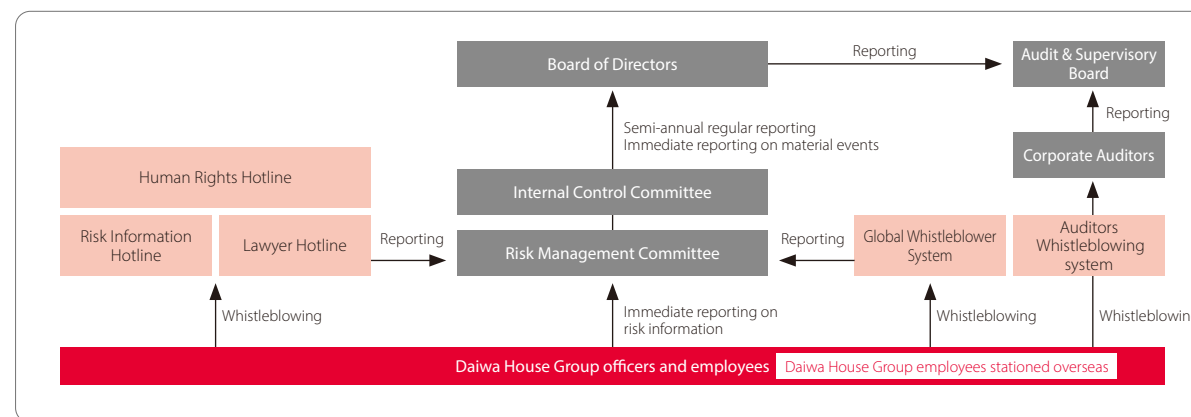 Board of Directors
Reporting
Audit & Supervisory
Board
Semi-annual regular reporting
Immediate reporting on material events
Reporting
Corporate Auditors
Human Rights Hotline
Internal Control Committee
Risk Information
Hotline
Lawyer Hotline
Reporting
Risk Management Committee
Reporting
Global Whistleblower
System
Auditors
Whistleblowing
system
Whistleblowing
Immediate reporting on
risk information
Whistleblowing
Whistleblowin
Daiwa House Group officers and employees
Daiwa House Group employees stationed overseas